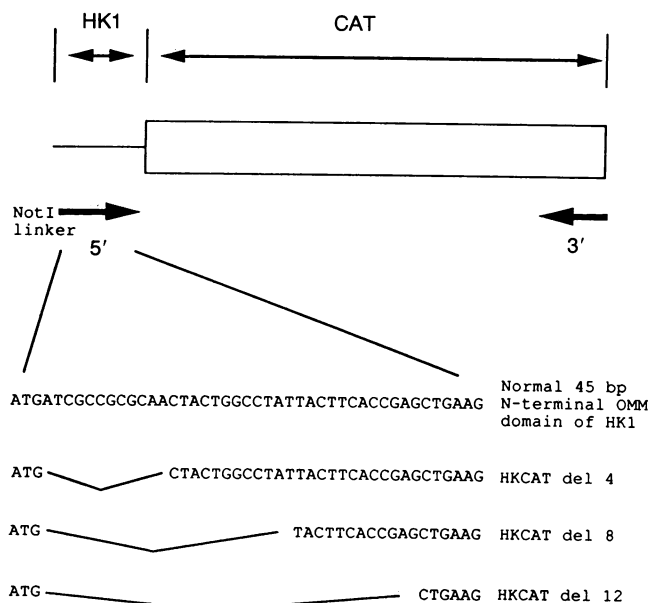 HK1 CAT
NotI
linker
5′ 3′
ATGATCGCCGCGCAACTACTGGCCTATTACTTCACCGAGCTGAAG
Normal 45 bp
N-terminal OMM
domain of HK1
ATG CTACTGGCCTATTACTTCACCGAGCTGAAG HKCAT del 4
ATG TACTTCACCGAGCTGAAG HKCAT del 8
ATG CTGAAG HKCAT del 12